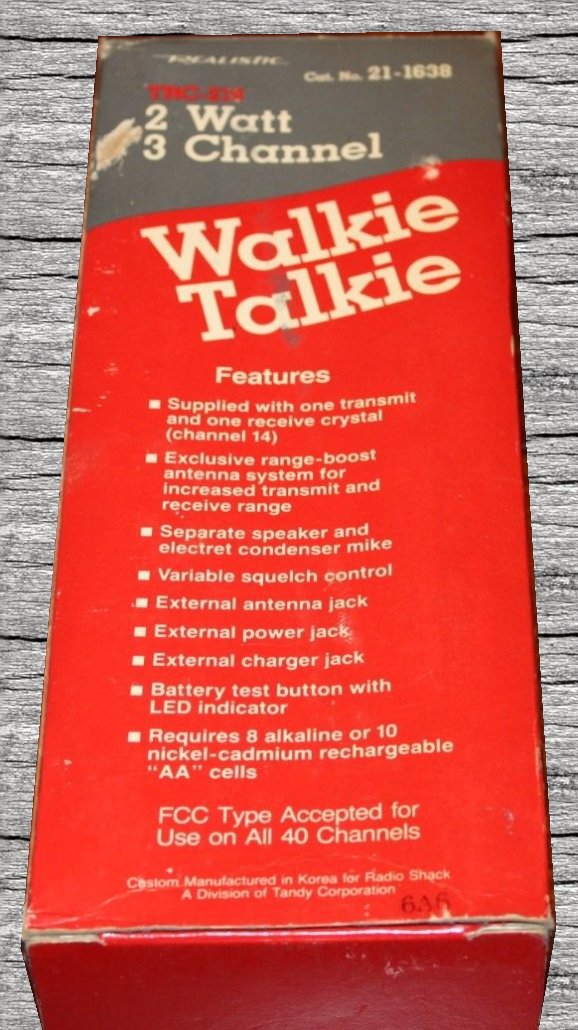 REALISTIC
Cat. No. 21-1638
2 Watt
3 Channel
Walkie
Talkie
Features
■ Supplied with one transmit
and one receive crystal
(channel 14)
■ Exclusive range-boost
antenna system for
increased transmit and
receive range
■ Separate speaker and
electret condenser mike
■ Variable squelch control
■ External antenna jack
■ External power jack
■ External charger jack
■ Battery test button with
LED indicator
■ Requires 8 alkaline or 10
nickel-cadmium rechargeable
"AA" cells
FCC Type Accepted for
Use on All 40 Channels
Custom Manufactured in Korea for Radio Shack
A Division of Tandy Corporation
6A6